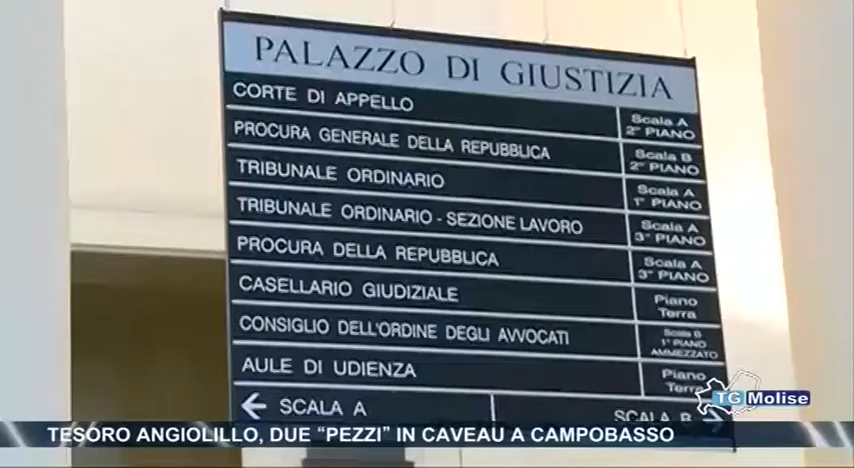 PALAZZO DI GIUSTIZIA
CORTE DI APPELLO Scala A 2° PIANO
PROCURA GENERALE DELLA REPUBBLICA Scala B 2° PIANO
TRIBUNALE ORDINARIO Scala A 1° PIANO
TRIBUNALE ORDINARIO - SEZIONE LAVORO Scala A 3° PIANO
PROCURA DELLA REPUBBLICA Scala A 3° PIANO
CASELLARIO GIUDIZIALE Piano Terra
CONSIGLIO DELL'ORDINE DEGLI AVVOCATI Scala B 1° PIANO AMMEZZATO
AULE DI UDIENZA Piano Terra
← SCALA A SCALA B →
TG Molise
TESORO ANGIOLILLO, DUE “PEZZI” IN CAVEAU A CAMPOBASSO